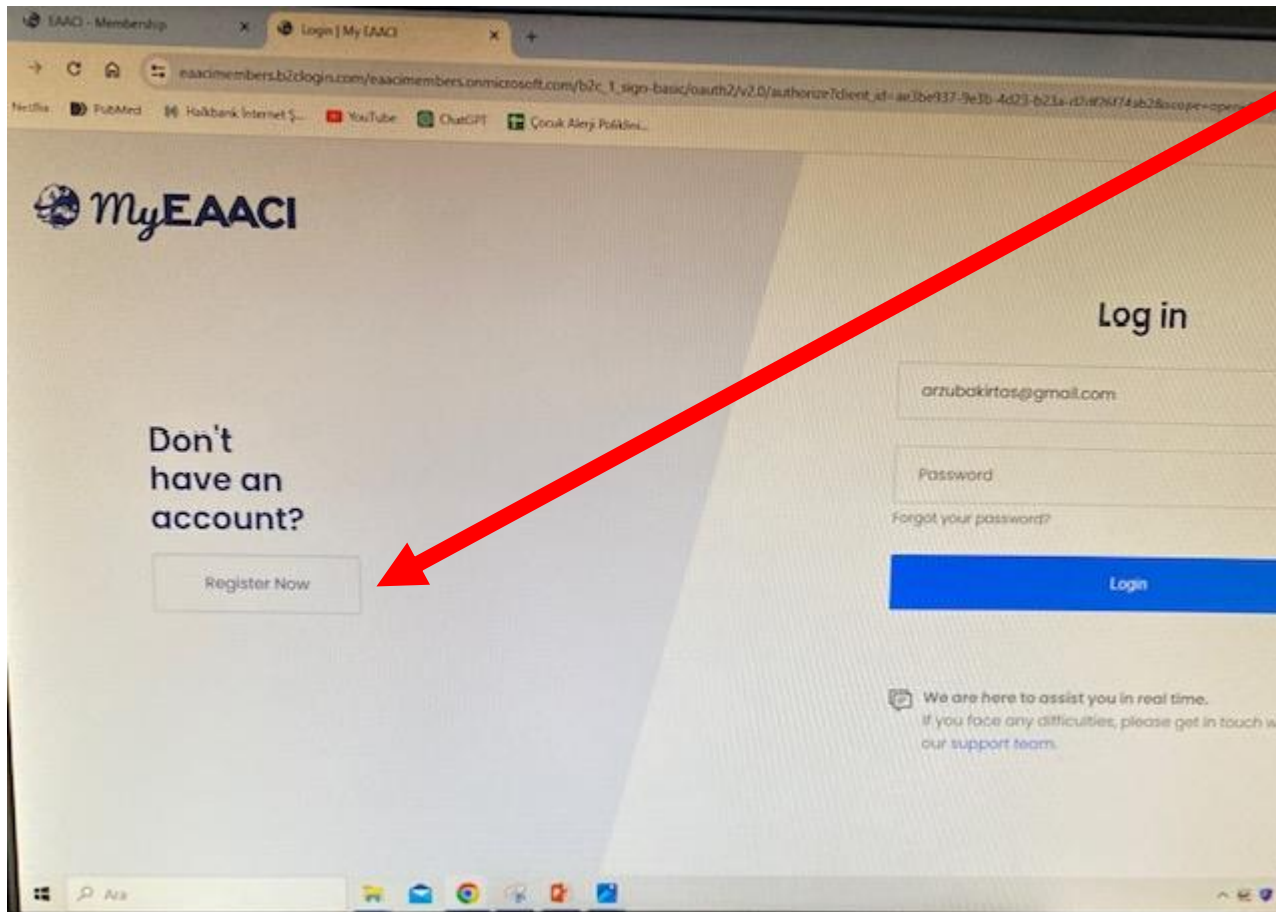 EAACI - Membership
Login | My EAACI
eaacimembers.b2clogin.com/eaacimembers.onmicrosoft.com/b2c_1_sign-basic/oauth2/v2.0/authorize?client_id=
Netflix PubMed Halkbank İnternet Ş... YouTube ChatGPT Çocuk Alerji Poliklini...
MyEAACI
Log in
arzubakirtas@gmail.com
Don't
have an
account?
Password
Forgot your password?
Register Now
Login
We are here to assist you in real time.
If you face any difficulties, please get in touch
our support team.
Ara